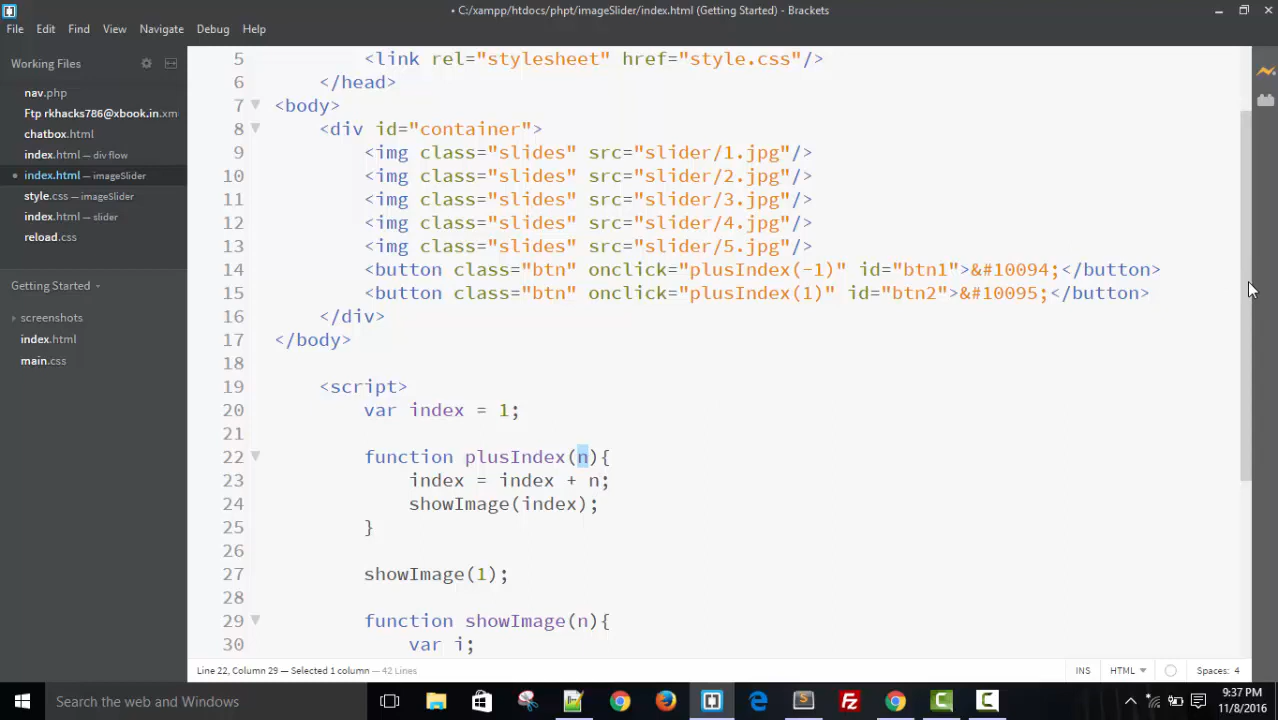 • C:/xampp/htdocs/phpt/imageSlider/index.html (Getting Started) - Brackets
File Edit Find View Navigate Debug Help
Working Files
nav.php
Ftp rkhacks786@xbook.in.xm
chatbox.html
index.html — div flow
• index.html — imageSlider
style.css — imageSlider
index.html — slider
reload.css
Getting Started
screenshots
index.html
main.css
5 <link rel="stylesheet" href="style.css"/>
6 </head>
7 <body>
8 <div id="container">
9 <img class="slides" src="slider/1.jpg"/>
10 <img class="slides" src="slider/2.jpg"/>
11 <img class="slides" src="slider/3.jpg"/>
12 <img class="slides" src="slider/4.jpg"/>
13 <img class="slides" src="slider/5.jpg"/>
14 <button class="btn" onclick="plusIndex(-1)" id="btn1">&#10094;</button>
15 <button class="btn" onclick="plusIndex(1)" id="btn2">&#10095;</button>
16 </div>
17 </body>
18
19 <script>
20 var index = 1;
21
22 function plusIndex(n){
23 index = index + n;
24 showImage(index);
25 }
26
27 showImage(1);
28
29 function showImage(n){
30 var i;
Line 22, Column 29 — Selected 1 column — 42 Lines
INS HTML Spaces: 4
Search the web and Windows
9:37 PM
11/8/2016